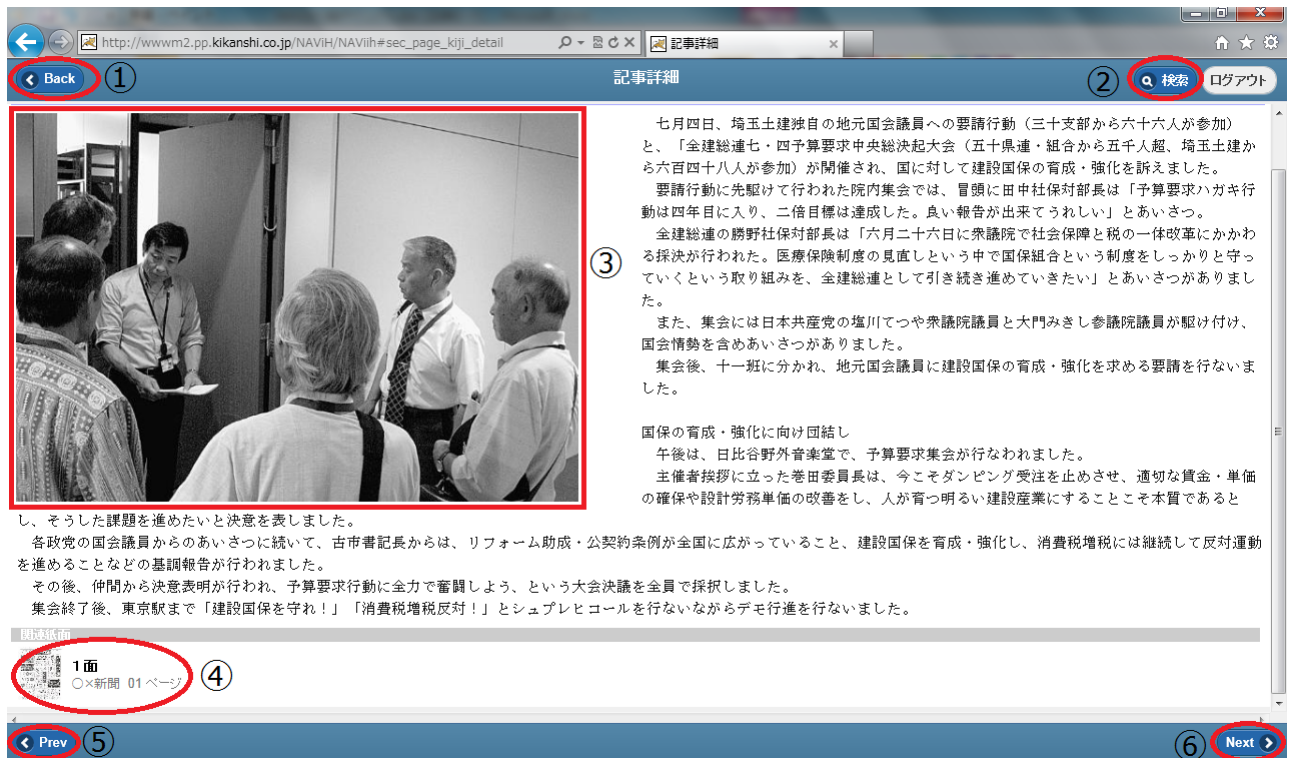 http://wwwm2.pp.kikanshi.co.jp/NAViH/NAViih#sec_page_kiji_detail
記事詳細
Back ①
記事詳細
② 検索 ログアウト
七月四日、埼玉土建独自の地元国会議員への要請行動（三十支部から六十六人が参加）
と、「全建総連七・四予算要求中央総決起大会（五十県連・組合から五千人超、埼玉土建か
ら六百四十八人が参加）が開催され、国に対して建設国保の育成・強化を訴えました。
要請行動に先駆けて行われた院内集会では、冒頭に田中社保対部長は「予算要求ハガキ行
動は四年目に入り、二倍目標は達成した。良い報告が出来てうれしい」とあいさつ。
全建総連の勝野社保対部長は「六月二十六日に衆議院で社会保障と税の一体改革にかかわ
る採決が行われた。医療保険制度の見直しという中で国保組合という制度をしっかりと守っ
ていくという取り組みを、全建総連として引き続き進めていきたい」とあいさつがありまし
た。
また、集会には日本共産党の塩川てつや衆議院議員と大門みきし参議院議員が駆け付け、
国会情勢を含めあいさつがありました。
集会後、十一班に分かれ、地元国会議員に建設国保の育成・強化を求める要請を行ないま
した。
③
国保の育成・強化に向け団結し
午後は、日比谷野外音楽堂で、予算要求集会が行なわれました。
主催者挨拶に立った巻田委員長は、今こそダンピング受注を止めさせ、適切な賃金・単価
の確保や設計労務単価の改善をし、人が育つ明るい建設産業にすることこそ本質であると
し、そうした課題を進めたいと決意を表しました。
各政党の国会議員からのあいさつに続いて、古市書記長からは、リフォーム助成・公契約条例が全国に広がっていること、建設国保を育成・強化し、消費税増税には継続して反対運動
を進めることなどの基調報告が行われました。
その後、仲間から決意表明が行われ、予算要求行動に全力で奮闘しよう、という大会決議を全員で採択しました。
集会終了後、東京駅まで「建設国保を守れ！」「消費税増税反対！」とシュプレヒコールを行ないながらデモ行進を行ないました。
関連紙面
１面
○×新聞 01 ページ
④
Prev ⑤
⑥ Next